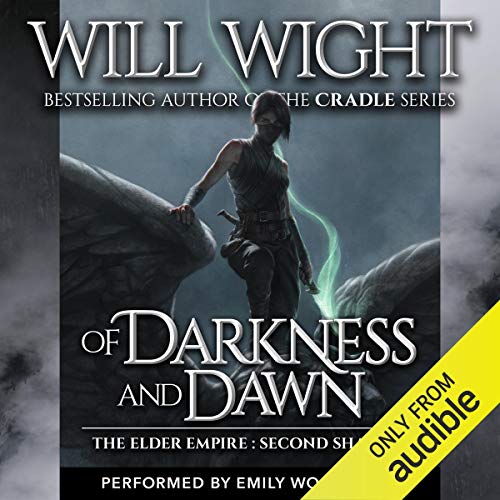 WILL WIGHT
BESTSELLING AUTHOR OF THE CRADLE SERIES
OF DARKNESS
AND DAWN
THE ELDER EMPIRE : SECOND
PERFORMED BY EMILY
ONLY FROM
audible